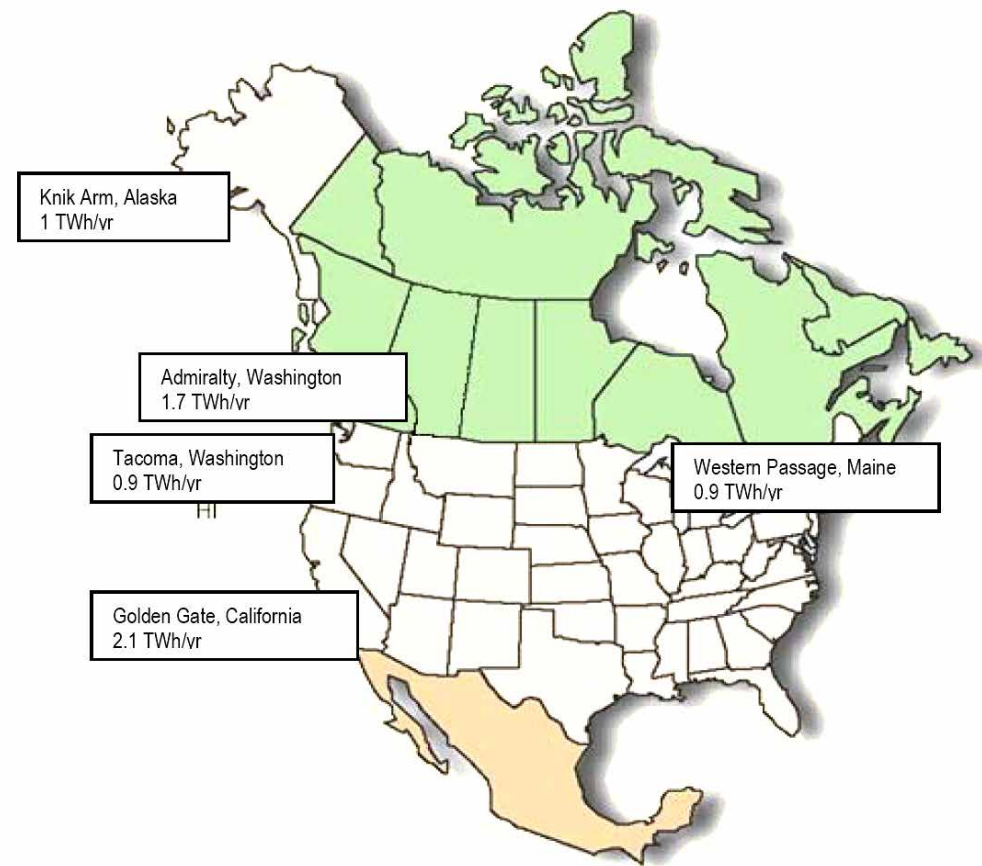 Knik Arm, Alaska
1 TWh/yr
Admiralty, Washington
1.7 TWh/yr
Tacoma, Washington
0.9 TWh/yr
Western Passage, Maine
0.9 TWh/yr
HI
Golden Gate, California
2.1 TWh/yr